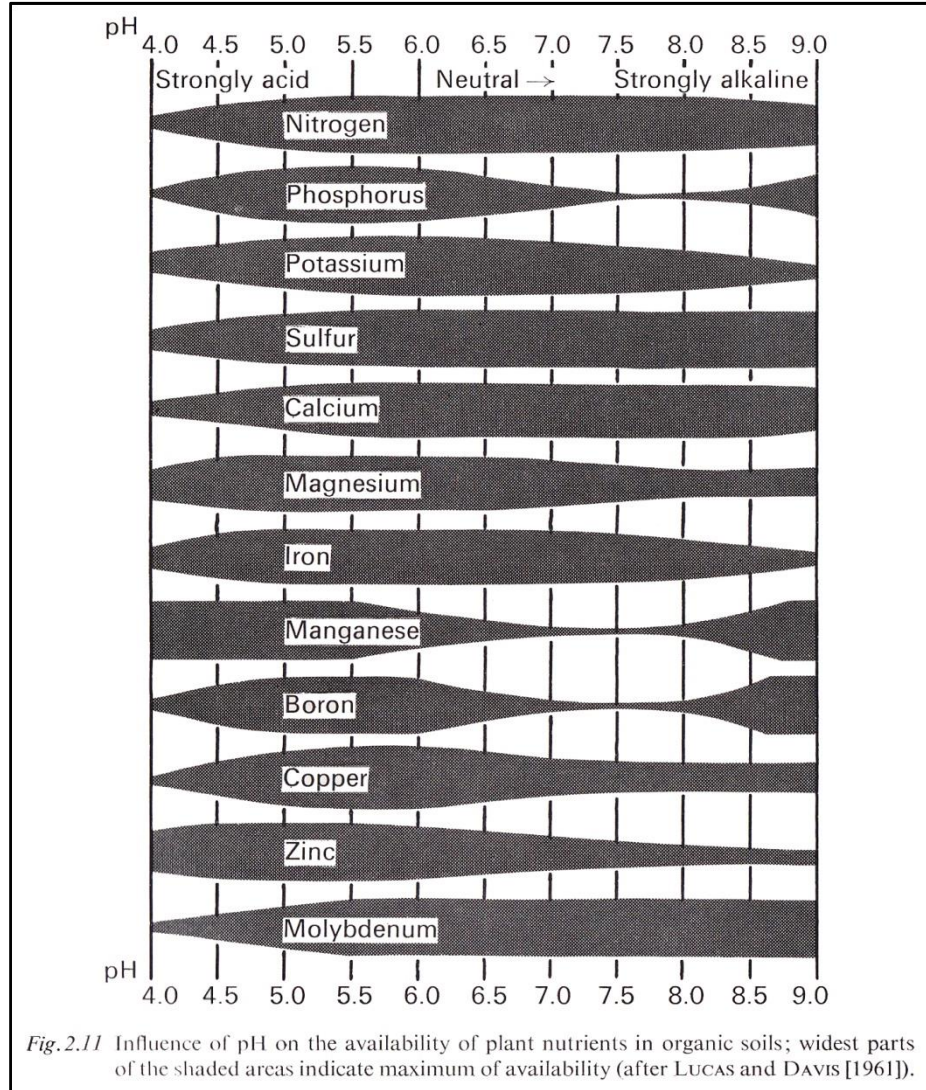 pH
4.0 4.5 5.0 5.5 6.0 6.5 7.0 7.5 8.0 8.5 9.0
Strongly acid Neutral → Strongly alkaline
Nitrogen
Phosphorus
Potassium
Sulfur
Calcium
Magnesium
Iron
Manganese
Boron
Copper
Zinc
Molybdenum
pH
4.0 4.5 5.0 5.5 6.0 6.5 7.0 7.5 8.0 8.5 9.0
Fig. 2.11 Influence of pH on the availability of plant nutrients in organic soils; widest parts
of the shaded areas indicate maximum of availability (after LUCAS and DAVIS [1961]).